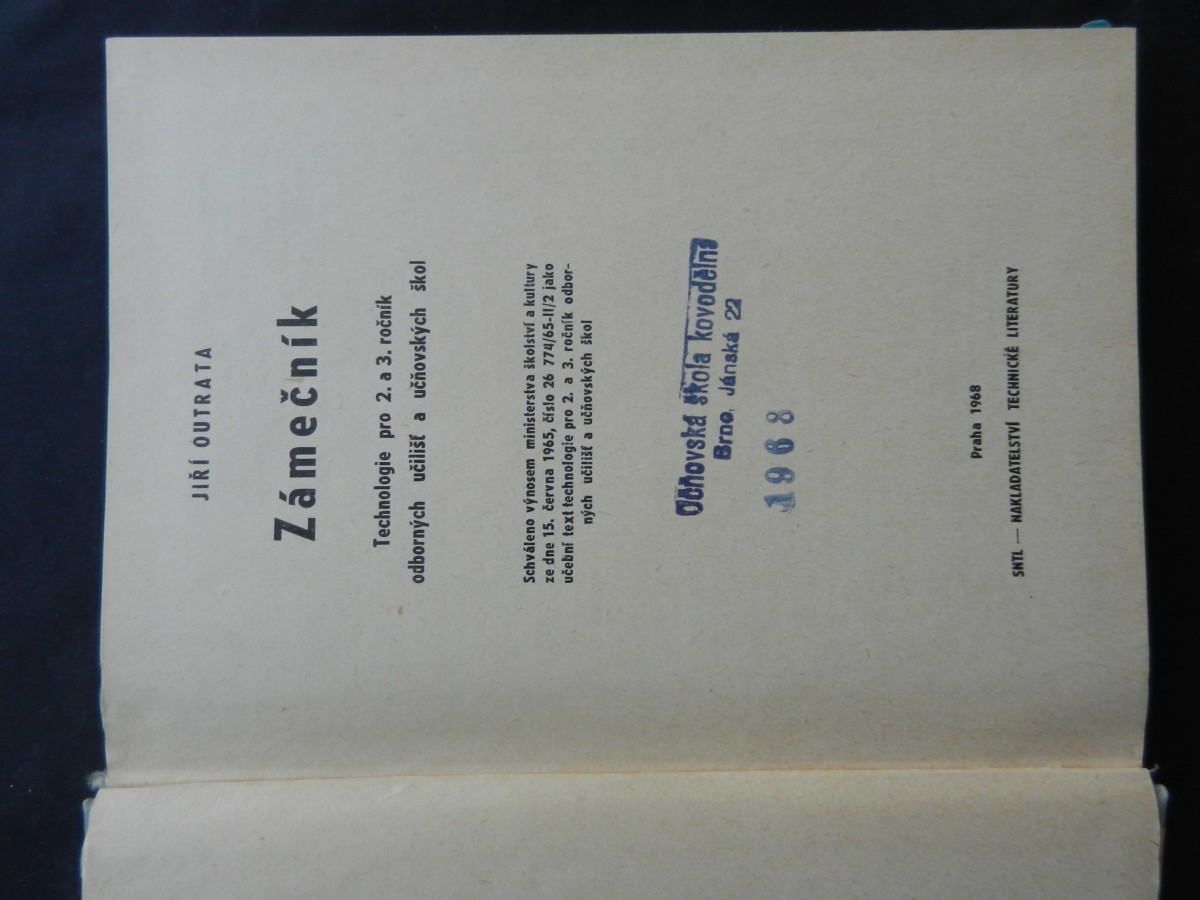 JIŘÍ OUTRATA
Zámečník
Technologie pro 2. a 3. ročník
odborných učilišť a učňovských škol
Schváleno výnosem ministerstva školství a kultury
ze dne 15. června 1965, číslo 26 774/65-II/2 jako
učební text technologie pro 2. a 3. ročník odbor-
ných učilišť a učňovských škol
Učňovská škola kovodělná
Brno, Jánská 22
1968
Praha 1968
SNTL — NAKLADATELSTVÍ TECHNICKÉ LITERATURY